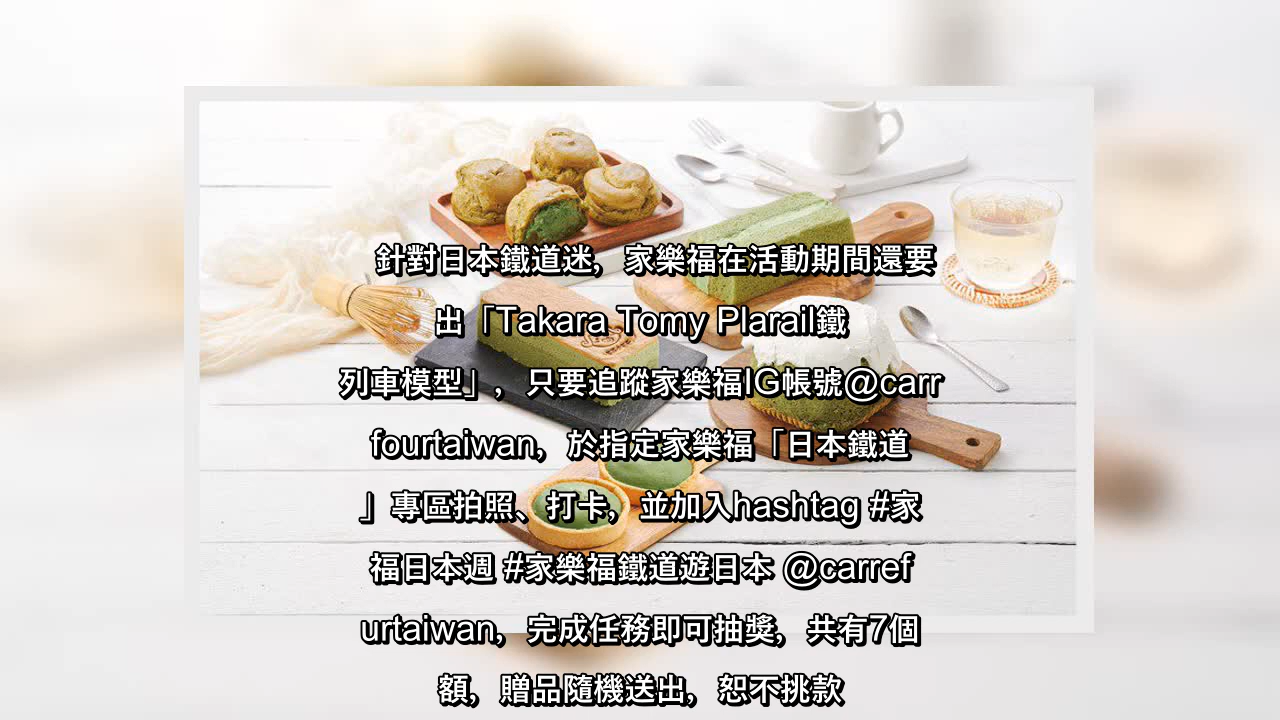 針對日本鐵道迷，家樂福在活動期間還要
出「Takara Tomy Plarail鐵
列車模型」，只要追蹤家樂福IG帳號@carr
fourtaiwan，於指定家樂福「日本鐵道
」專區拍照、打卡，並加入hashtag #家
福日本週 #家樂福鐵道遊日本 @carref
urtaiwan，完成任務即可抽獎，共有7個
額，贈品隨機送出，恕不挑款